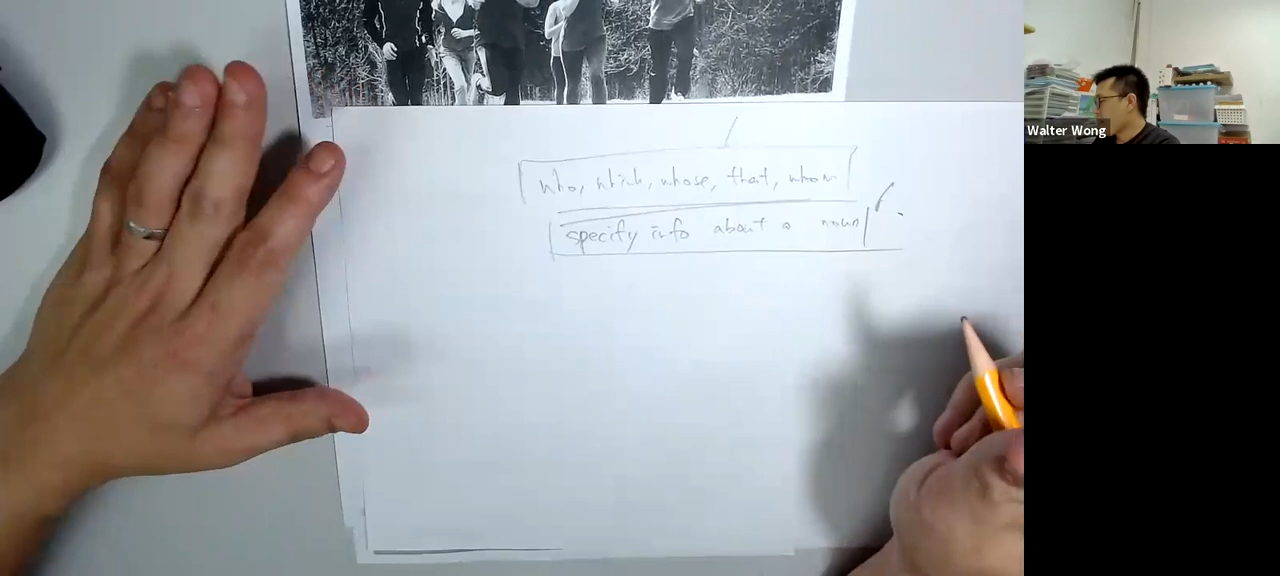 who, which, whose, that, whom
specify info about a noun
Walter Wong